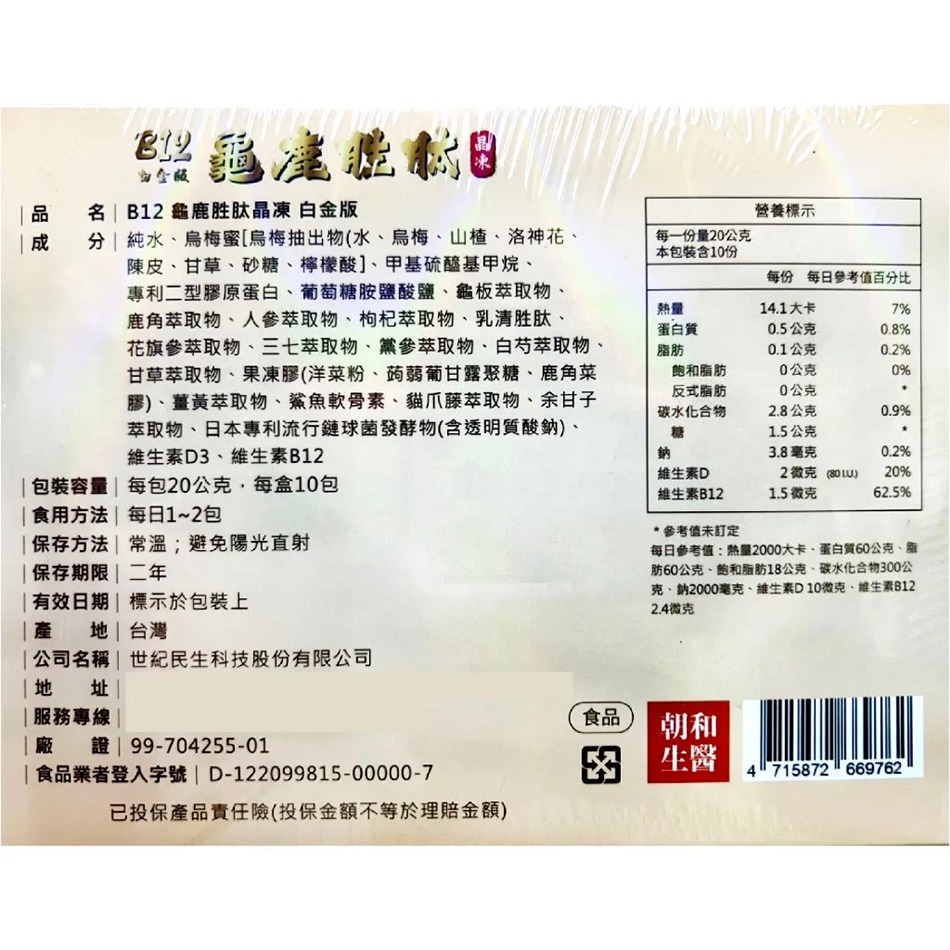 B12 龜鹿胜肽 晶凍
白金版
品 名 | B12 龜鹿胜肽晶凍 白金版
成 分 | 純水、烏梅蜜[烏梅抽出物(水、烏梅、山楂、洛神花、
陳皮、甘草、砂糖、檸檬酸]、甲基硫醯基甲烷、
專利二型膠原蛋白、葡萄糖胺鹽酸鹽、龜板萃取物、
鹿角萃取物、人參萃取物、枸杞萃取物、乳清胜肽、
花旗參萃取物、三七萃取物、黨參萃取物、白芍萃取物、
甘草萃取物、果凍膠(洋菜粉、蒟蒻葡甘露聚糖、鹿角菜
膠)、薑黃萃取物、鯊魚軟骨素、貓爪藤萃取物、余甘子
萃取物、日本專利流行鏈球菌發酵物(含透明質酸鈉)、
維生素D3、維生素B12
包裝容量 | 每包20公克，每盒10包
食用方法 | 每日1~2包
保存方法 | 常溫；避免陽光直射
保存期限 | 二年
有效日期 | 標示於包裝上
產 地 | 台灣
公司名稱 | 世紀民生科技股份有限公司
地 址 |
服務專線 |
廠 證 | 99-704255-01
食品業者登入字號 | D-122099815-00000-7
已投保產品責任險(投保金額不等於理賠金額)
營養標示
每一份量20公克
本包裝含10份
每份 每日參考值百分比
熱量 14.1大卡 7%
蛋白質 0.5公克 0.8%
脂肪 0.1公克 0.2%
飽和脂肪 0公克 0%
反式脂肪 0公克 *
碳水化合物 2.8公克 0.9%
糖 1.5公克 *
鈉 3.8毫克 0.2%
維生素D 2微克 (80 I.U.) 20%
維生素B12 1.5微克 62.5%
*參考值未訂定
每日參考值：熱量2000大卡、蛋白質60公克、脂
肪60公克、飽和脂肪18公克、碳水化合物300公
克、鈉2000毫克、維生素D 10微克、維生素B12
2.4微克
食品
朝和
生醫
4 715872 669762